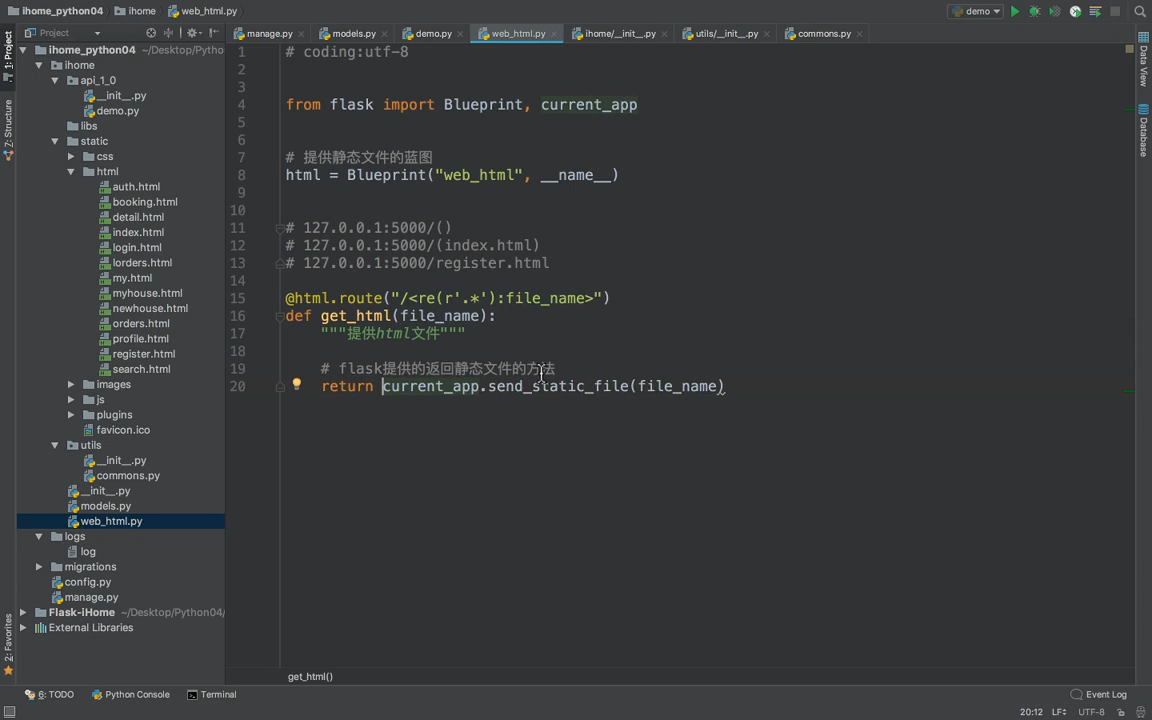 ihome_python04 ihome web_html.py demo
Project manage.py models.py demo.py web_html.py ihome/__init__.py utils/__init__.py commons.py
1: Project
Z: Structure
2: Favorites
ihome_python04 ~/Desktop/Pytho
ihome
api_1_0
__init__.py
demo.py
libs
static
css
html
auth.html
booking.html
detail.html
index.html
login.html
lorders.html
my.html
myhouse.html
newhouse.html
orders.html
profile.html
register.html
search.html
images
js
plugins
favicon.ico
utils
__init__.py
commons.py
__init__.py
models.py
web_html.py
logs
log
migrations
config.py
manage.py
Flask-iHome ~/Desktop/Python04/
External Libraries
1 # coding:utf-8
2
3
4 from flask import Blueprint, current_app
5
6
7 # 提供静态文件的蓝图
8 html = Blueprint("web_html", __name__)
9
10
11 # 127.0.0.1:5000/()
12 # 127.0.0.1:5000/(index.html)
13 # 127.0.0.1:5000/register.html
14
15 @html.route("/<re(r'.*'):file_name>")
16 def get_html(file_name):
17 """提供html文件"""
18
19 # flask提供的返回静态文件的方法
20 return current_app.send_static_file(file_name)
get_html()
Data View
Database
6: TODO Python Console Terminal Event Log
20:12 LF UTF-8